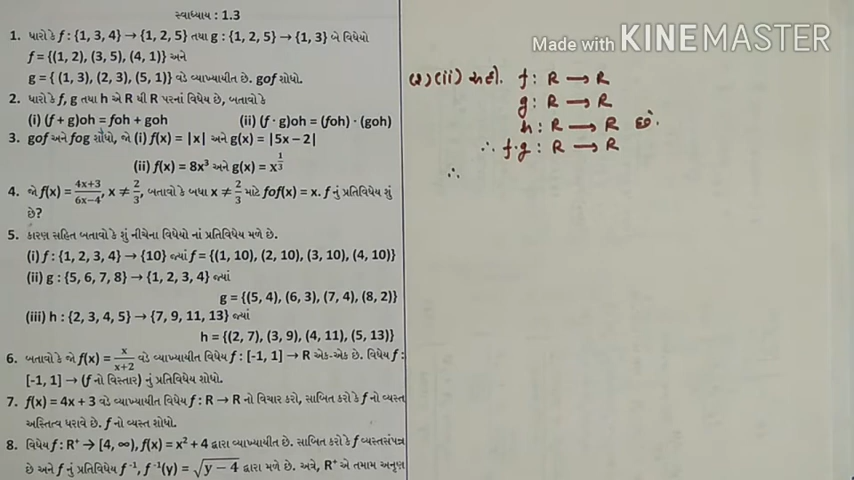 સ્વાધ્યાય : 1.3
1. ધારો કે f : {1, 3, 4} → {1, 2, 5} તથા g : {1, 2, 5} → {1, 3} બે વિધેયો
f = {(1, 2), (3, 5), (4, 1)} અને
g = { (1, 3), (2, 3), (5, 1)} વડે વ્યાખ્યાયીત છે. gof શોધો.
2. ધારો કે f, g તથા h એ R થી R પરનાં વિધેય છે, બતાવો કે
(i) (f + g)oh = foh + goh (ii) (f · g)oh = (foh) · (goh)
3. gof અને fog શોધો, જો (i) f(x) = |x| અને g(x) = |5x – 2|
(ii) f(x) = 8x³ અને g(x) = x^(1/3)
4. જો f(x) = (4x+3)/(6x–4), x ≠ 2/3, બતાવો કે બધા x ≠ 2/3 માટે fof(x) = x. f નું પ્રતિવિધેય શું
છે?
5. કારણ સહિત બતાવો કે શું નીચેના વિધેયો નાં પ્રતિવિધેય મળે છે.
(i) f : {1, 2, 3, 4} → {10} જ્યાં f = {(1, 10), (2, 10), (3, 10), (4, 10)}
(ii) g : {5, 6, 7, 8} → {1, 2, 3, 4} જ્યાં
g = {(5, 4), (6, 3), (7, 4), (8, 2)}
(iii) h : {2, 3, 4, 5} → {7, 9, 11, 13} જ્યાં
h = {(2, 7), (3, 9), (4, 11), (5, 13)}
6. બતાવો કે જો f(x) = x/(x+2) વડે વ્યાખ્યાયીત વિધેય f : [-1, 1] → R એક-એક છે. વિધેય f :
[-1, 1] → (f નો વિસ્તાર) નું પ્રતિવિધેય શોધો.
7. f(x) = 4x + 3 વડે વ્યાખ્યાયીત વિધેય f : R → R નો વિચાર કરો, સાબિત કરો કે f નો વ્યસ્ત
અસ્તિત્વ ધરાવે છે. f નો વ્યસ્ત શોધો.
8. વિધેય f : R⁺ → [4, ∞), f(x) = x² + 4 દ્વારા વ્યાખ્યાયીત છે. સાબિત કરો કે f વ્યસ્તસંપન્ન
છે અને f નું પ્રતિવિધેય f⁻¹, f⁻¹(y) = √(y – 4) દ્વારા મળે છે. અત્રે, R⁺ એ તમામ અનૃણ
Made with KINEMASTER
(૨) (ii) અહીં f : R → R
g : R → R
h : R → R છે.
∴ f·g : R → R
∴